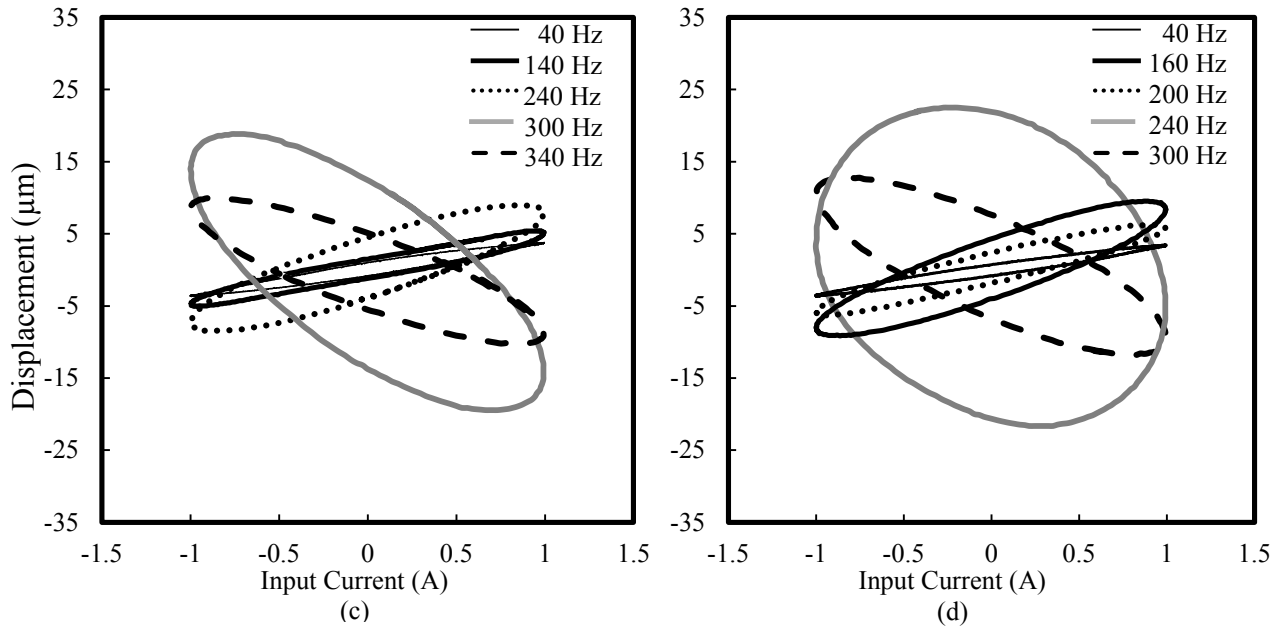 35
25
15
5
-5
-15
-25
-35
Displacement (µm)
-1.5 -1 -0.5 0 0.5 1 1.5
Input Current (A)
(c)
40 Hz
140 Hz
240 Hz
300 Hz
340 Hz
35
25
15
5
-5
-15
-25
-35
-1.5 -1 -0.5 0 0.5 1 1.5
Input Current (A)
(d)
40 Hz
160 Hz
200 Hz
240 Hz
300 Hz